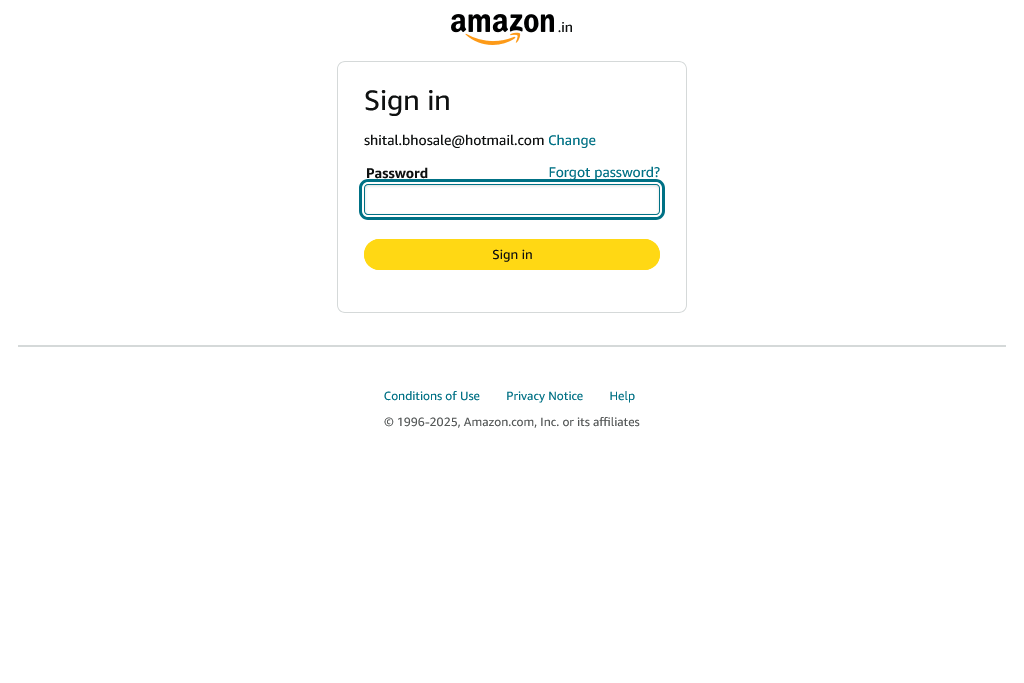 amazon.in
Sign in
shital.bhosale@hotmail.com Change
Password Forgot password?
Sign in
Conditions of Use Privacy Notice Help
© 1996-2025, Amazon.com, Inc. or its affiliates